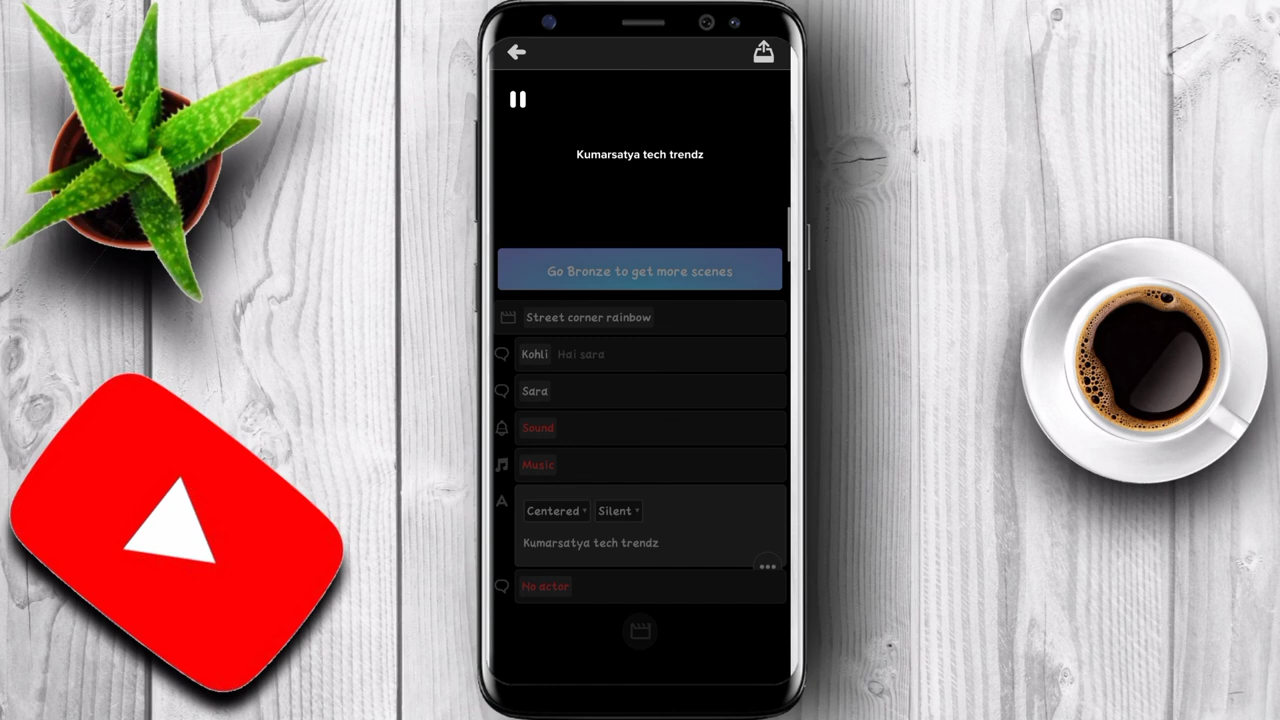 Kumarsatya tech trendz
Go Bronze to get more scenes
Street corner rainbow
Kohli Hai sara
Sara
Sound
Music
Centered Silent
Kumarsatya tech trendz
No actor